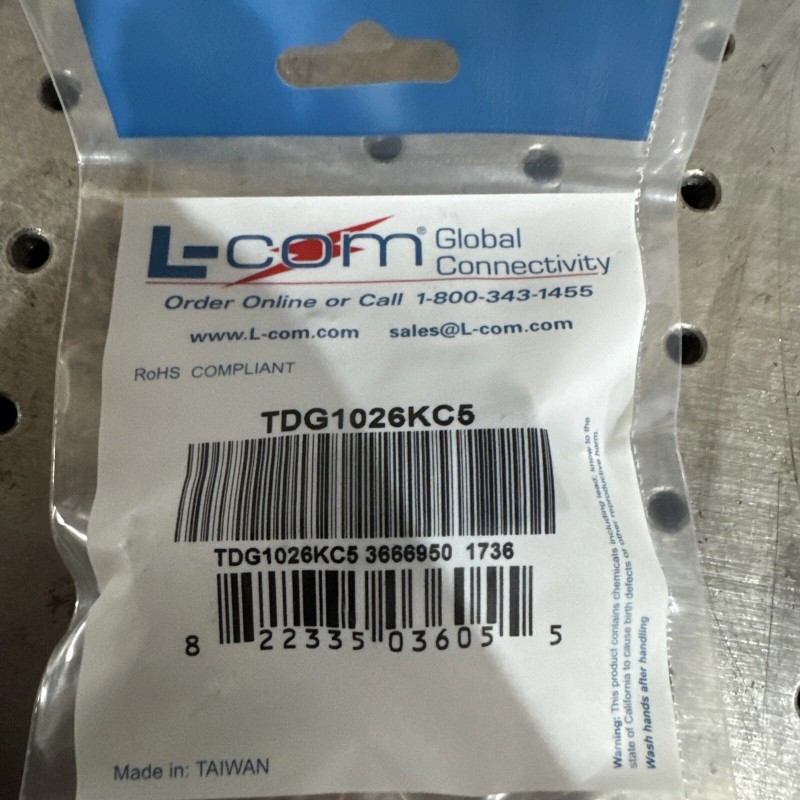 L-com® Global
Connectivity
Order Online or Call 1-800-343-1455
www.L-com.com sales@L-com.com
RoHS COMPLIANT
TDG1026KC5
TDG1026KC5 3666950 1736
8 22335 03605 5
Made in: TAIWAN
Warning: This product contains chemicals including lead, know to the
state of California to cause birth defects or other reproductive harm.
Wash hands after handling